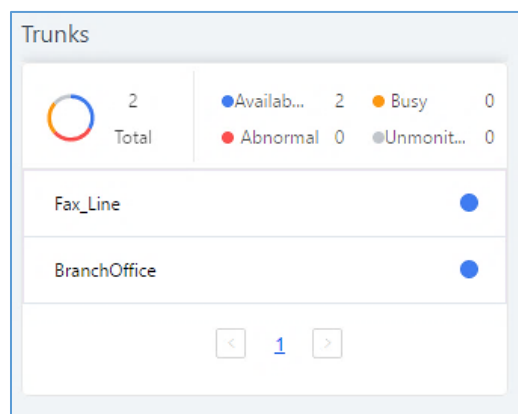 Trunks
2 Availab... 2 Busy 0
Total Abnormal 0 Unmonit... 0
Fax_Line
BranchOffice
< 1 >